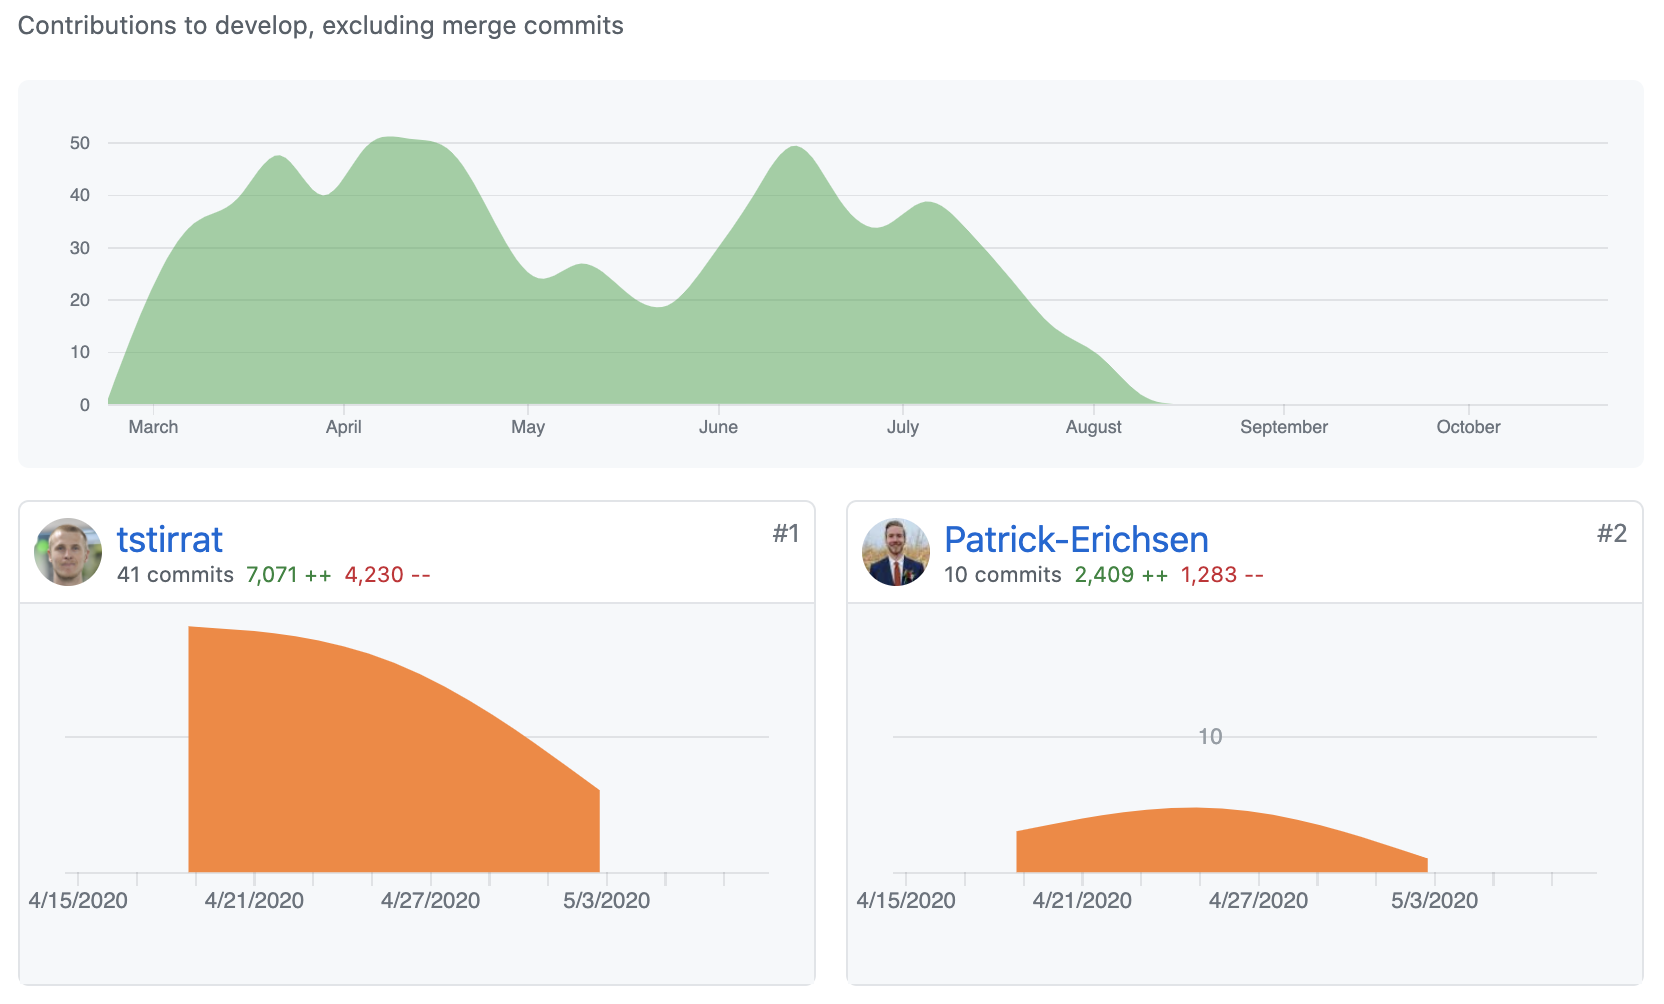 Contributions to develop, excluding merge commits
50
40
30
20
10
0
March April May June July August September October
tstirrat #1
41 commits 7,071 ++ 4,230 --
4/15/2020 4/21/2020 4/27/2020 5/3/2020
Patrick-Erichsen #2
10 commits 2,409 ++ 1,283 --
10
4/15/2020 4/21/2020 4/27/2020 5/3/2020